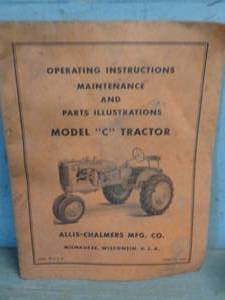 OPERATING INSTRUCTIONS
MAINTENANCE
AND
PARTS ILLUSTRATIONS
MODEL "C" TRACTOR
ALLIS-CHALMERS MFG. CO.
MILWAUKEE, WISCONSIN, U. S. A.